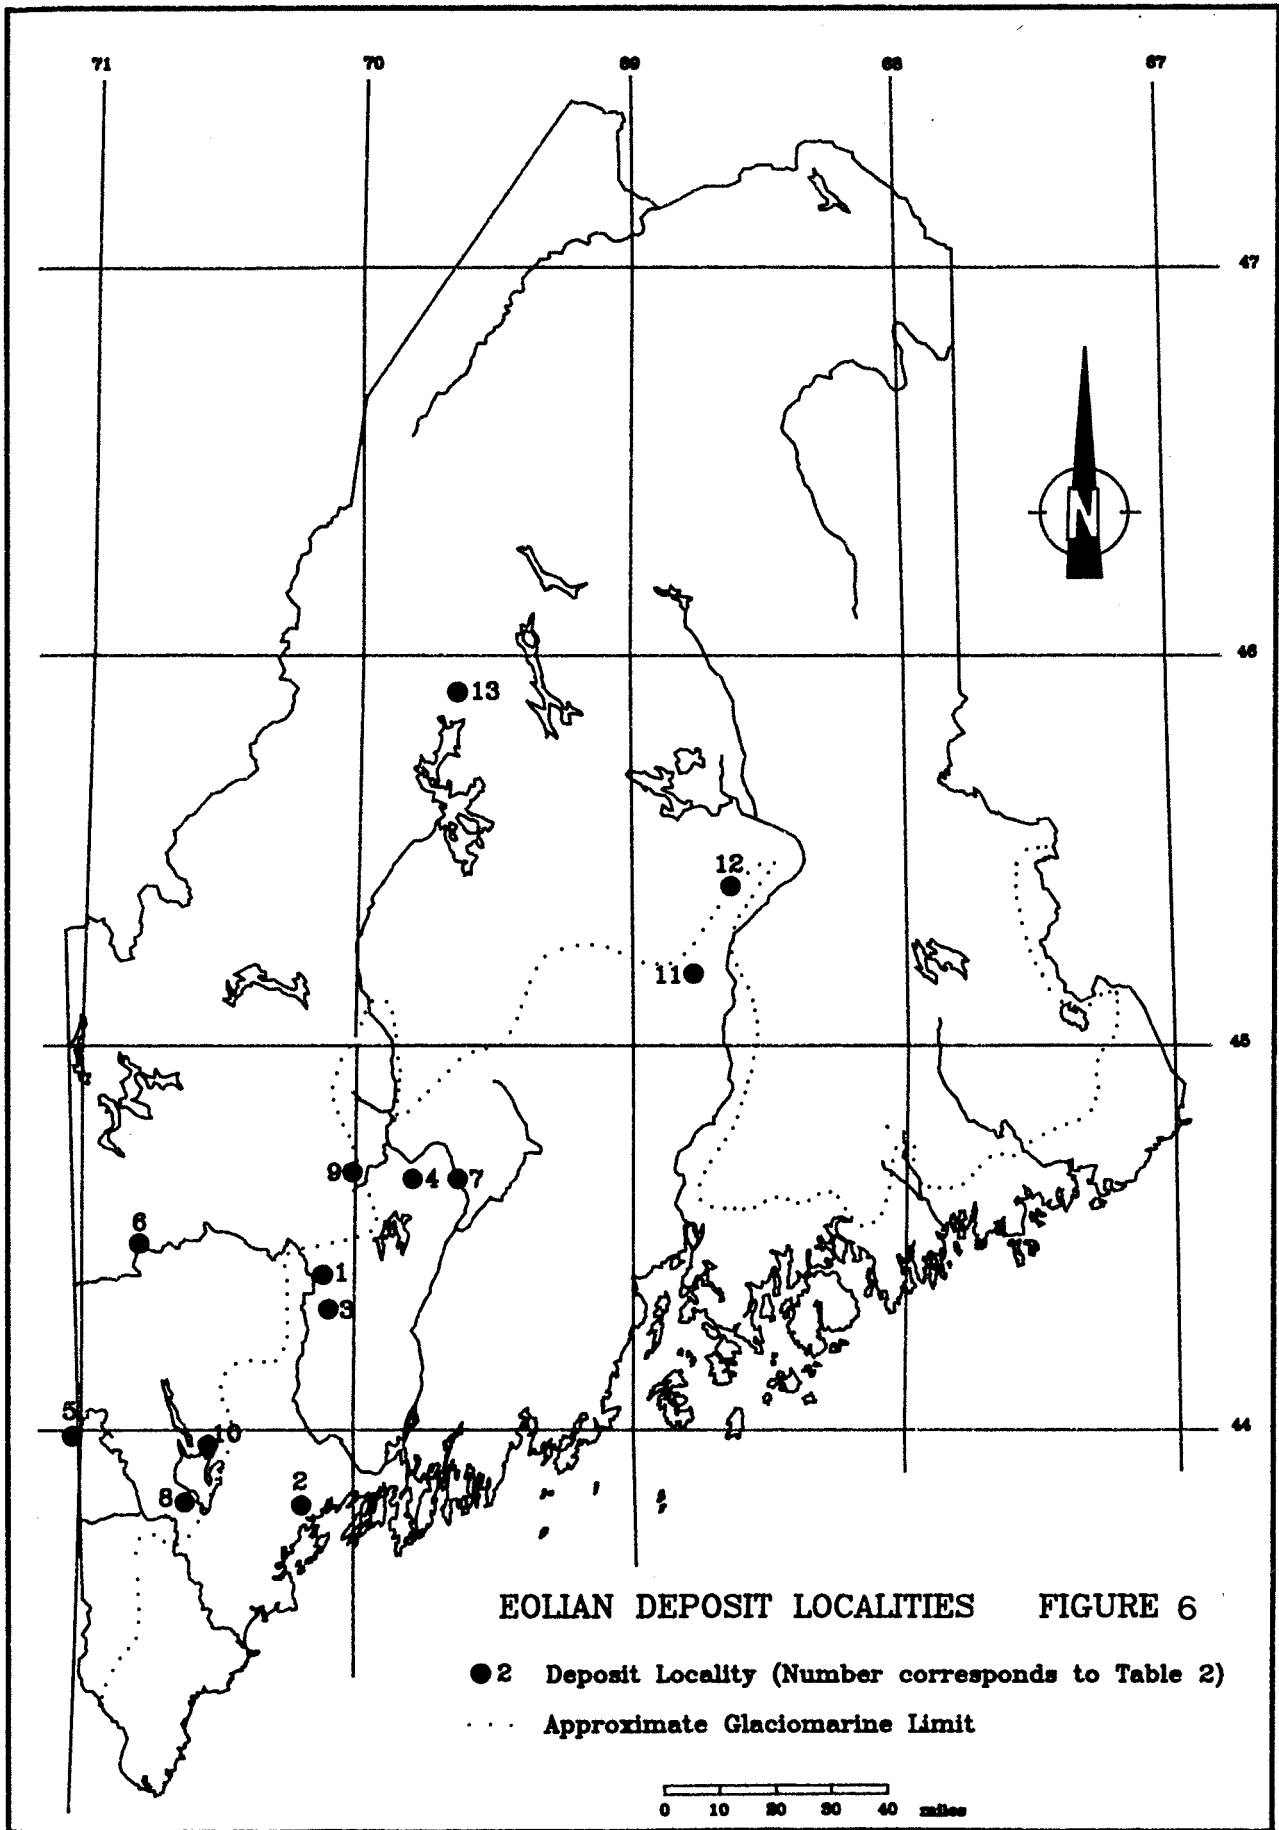 71 70 69 68 67
47
N
46
13
12
11
45
9 4 7
6
1
3
5 10 44
8 2
EOLIAN DEPOSIT LOCALITIES FIGURE 6
2 Deposit Locality (Number corresponds to Table 2)
. . . Approximate Glaciomarine Limit
0 10 20 30 40 miles